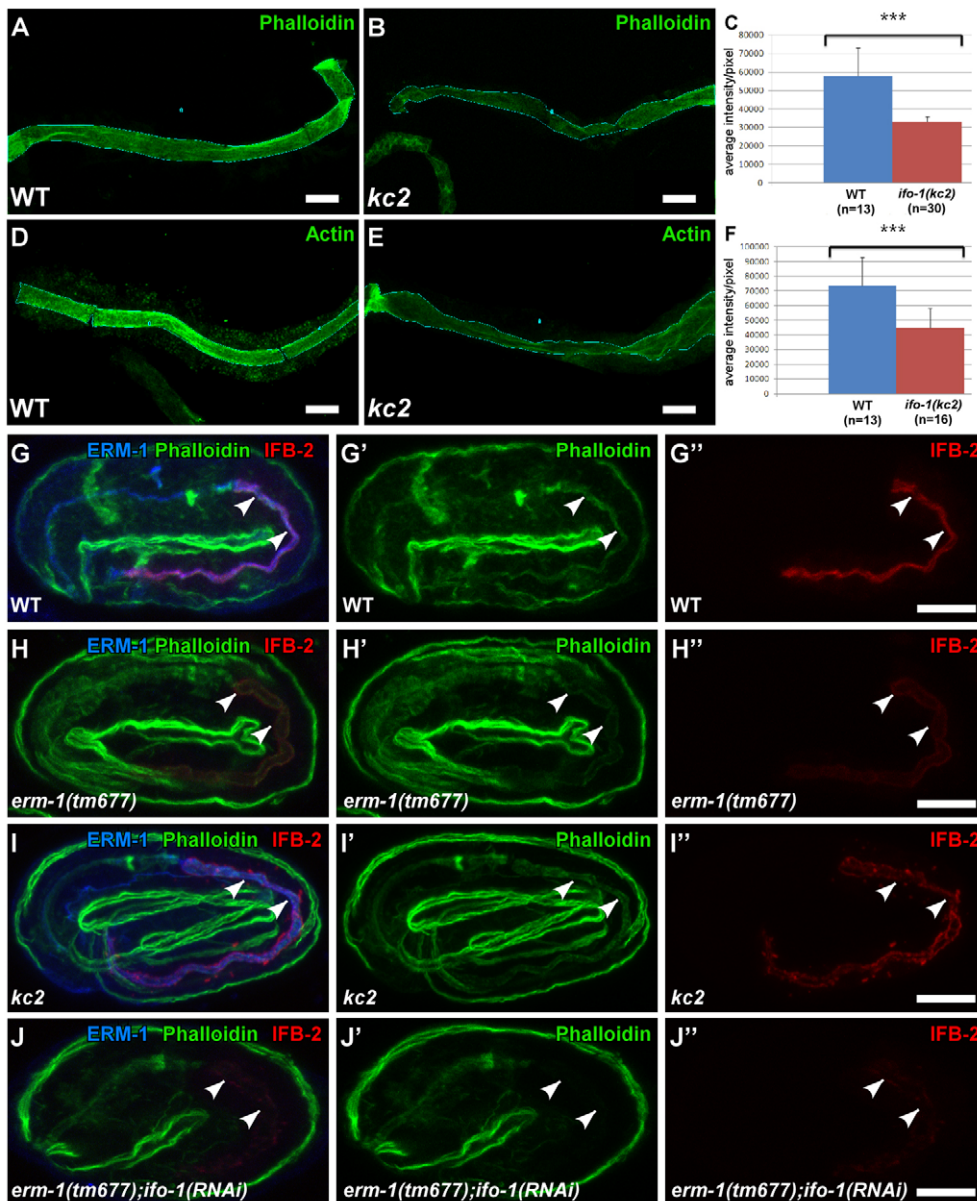 A Phalloidin
WT
B Phalloidin
kc2
C
***
average intensity/pixel
80000
70000
60000
50000
40000
30000
20000
10000
0
WT
(n=13)
ifo-1(kc2)
(n=30)
D Actin
WT
E Actin
kc2
F
***
average intensity/pixel
100000
90000
80000
70000
60000
50000
40000
30000
20000
10000
0
WT
(n=13)
ifo-1(kc2)
(n=16)
G ERM-1 Phalloidin IFB-2
WT
G' Phalloidin
WT
G'' IFB-2
WT
H ERM-1 Phalloidin IFB-2
erm-1(tm677)
H' Phalloidin
erm-1(tm677)
H'' IFB-2
erm-1(tm677)
I ERM-1 Phalloidin IFB-2
kc2
I' Phalloidin
kc2
I'' IFB-2
kc2
J ERM-1 Phalloidin IFB-2
erm-1(tm677);ifo-1(RNAi)
J' Phalloidin
erm-1(tm677);ifo-1(RNAi)
J'' IFB-2
erm-1(tm677);ifo-1(RNAi)